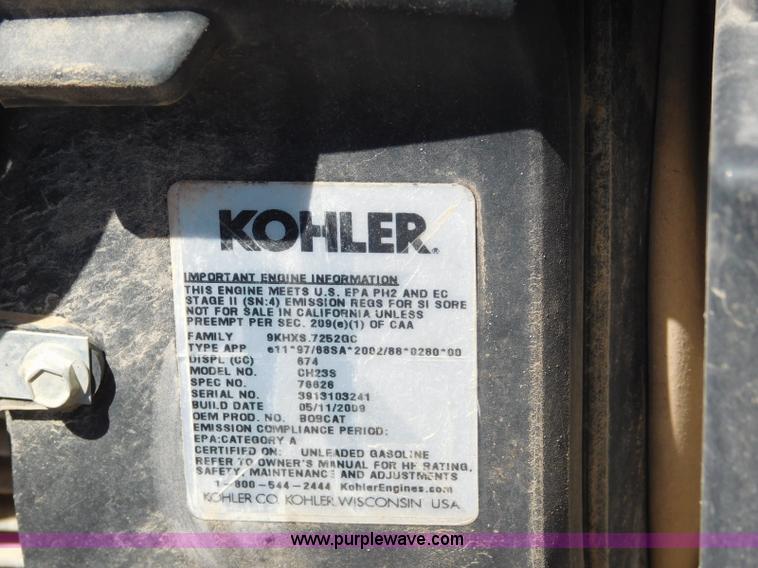 KOHLER®
IMPORTANT ENGINE INFORMATION
THIS ENGINE MEETS U.S. EPA PH2 AND EC
STAGE II (SN:4) EMISSION REGS FOR SI SORE
NOT FOR SALE IN CALIFORNIA UNLESS
PREEMPT PER SEC. 209(e)(1) OF CAA
FAMILY 9KHXS.7252GC
TYPE APP e11*97/68SA*2002/88*0280*00
DISPL (CC) 674
MODEL NO. CH23S
SPEC NO. 76626
SERIAL NO. 3913103241
BUILD DATE 05/11/2009
OEM PROD. NO. BOBCAT
EMISSION COMPLIANCE PERIOD:
EPA:CATEGORY A
CERTIFIED ON: UNLEADED GASOLINE
REFER TO OWNER'S MANUAL FOR HP RATING,
SAFETY, MAINTENANCE AND ADJUSTMENTS
1-800-544-2444 KohlerEngines.com
KOHLER CO. KOHLER, WISCONSIN USA
www.purplewave.com